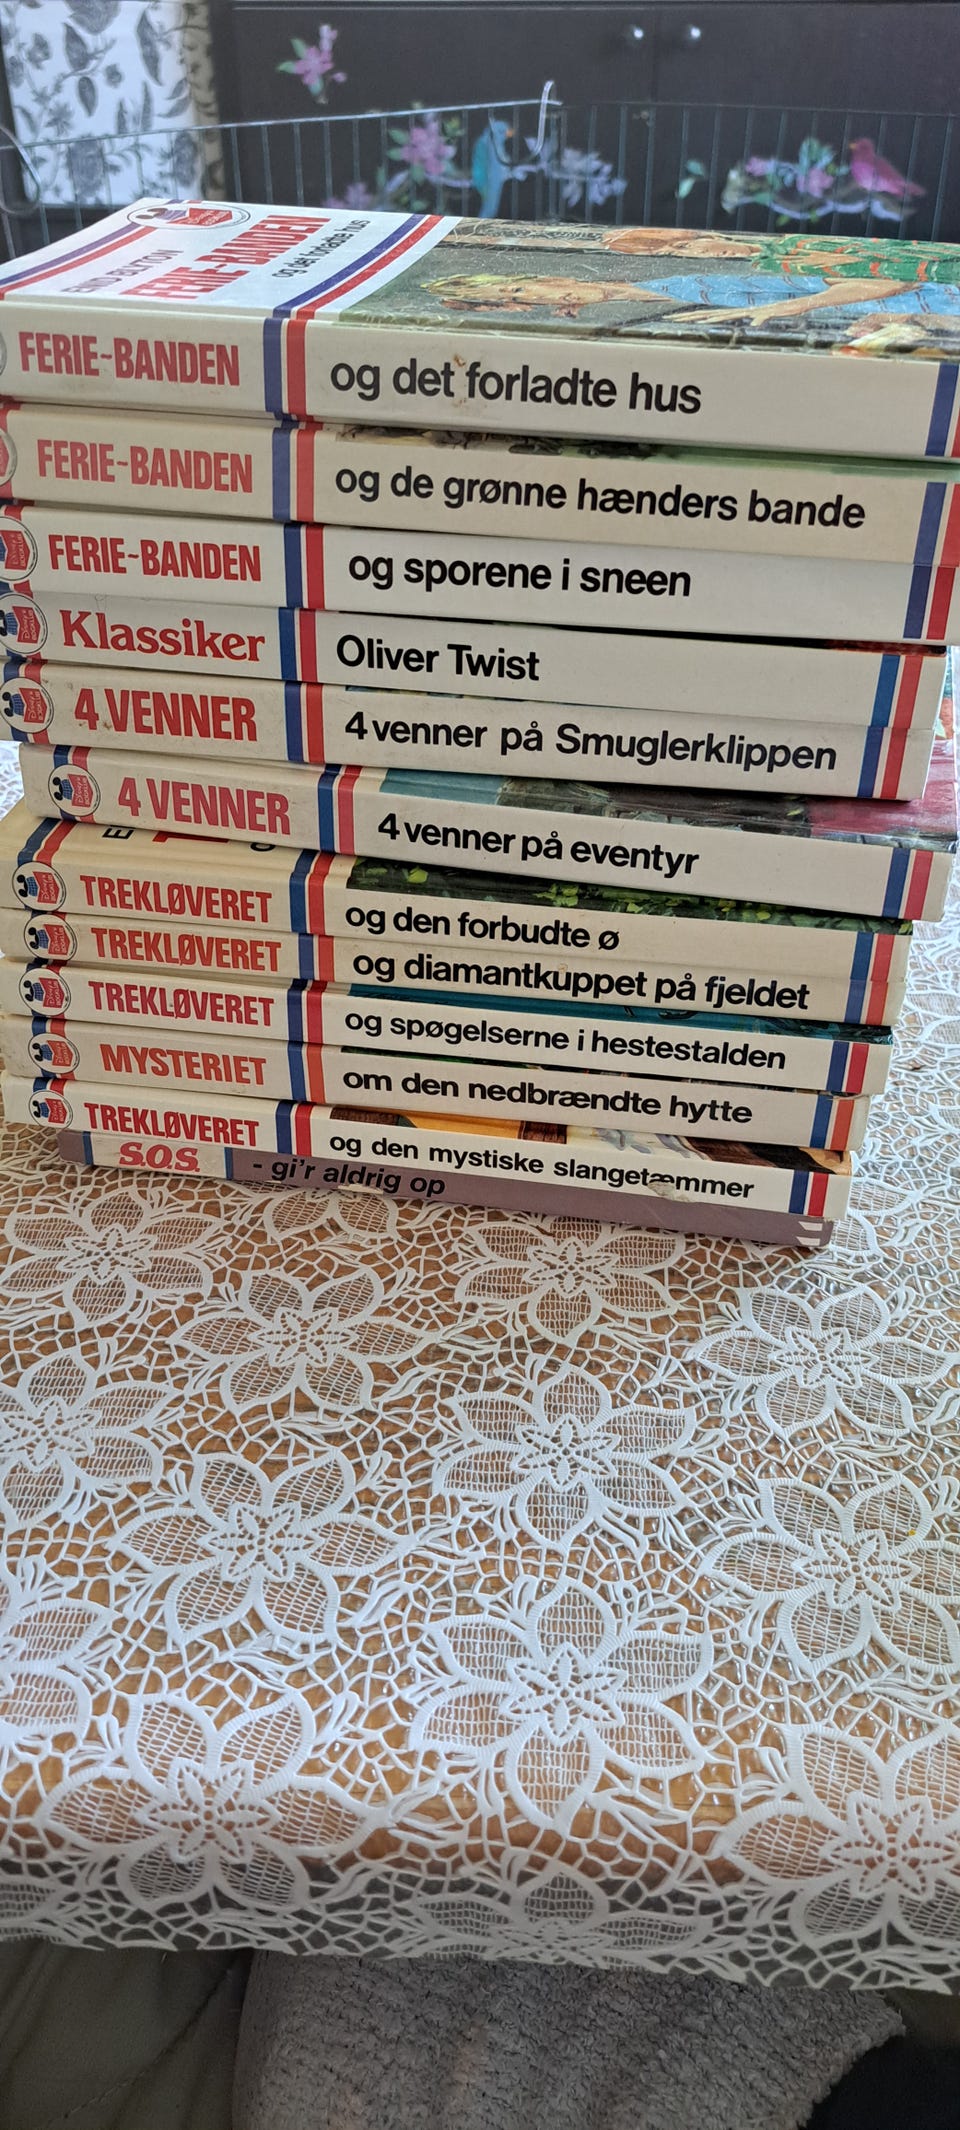 ENID BLYTON
FERIE-BANDEN
og det forladte hus
FERIE-BANDEN og det forladte hus
FERIE-BANDEN og de grønne hænders bande
FERIE-BANDEN og sporene i sneen
Klassiker Oliver Twist
4 VENNER 4 venner på Smuglerklippen
4 VENNER 4 venner på eventyr
TREKLØVERET og den forbudte ø
TREKLØVERET og diamantkuppet på fjeldet
TREKLØVERET og spøgelserne i hestestalden
MYSTERIET om den nedbrændte hytte
TREKLØVERET og den mystiske slangetæmmer
S.O.S. - gi'r aldrig op